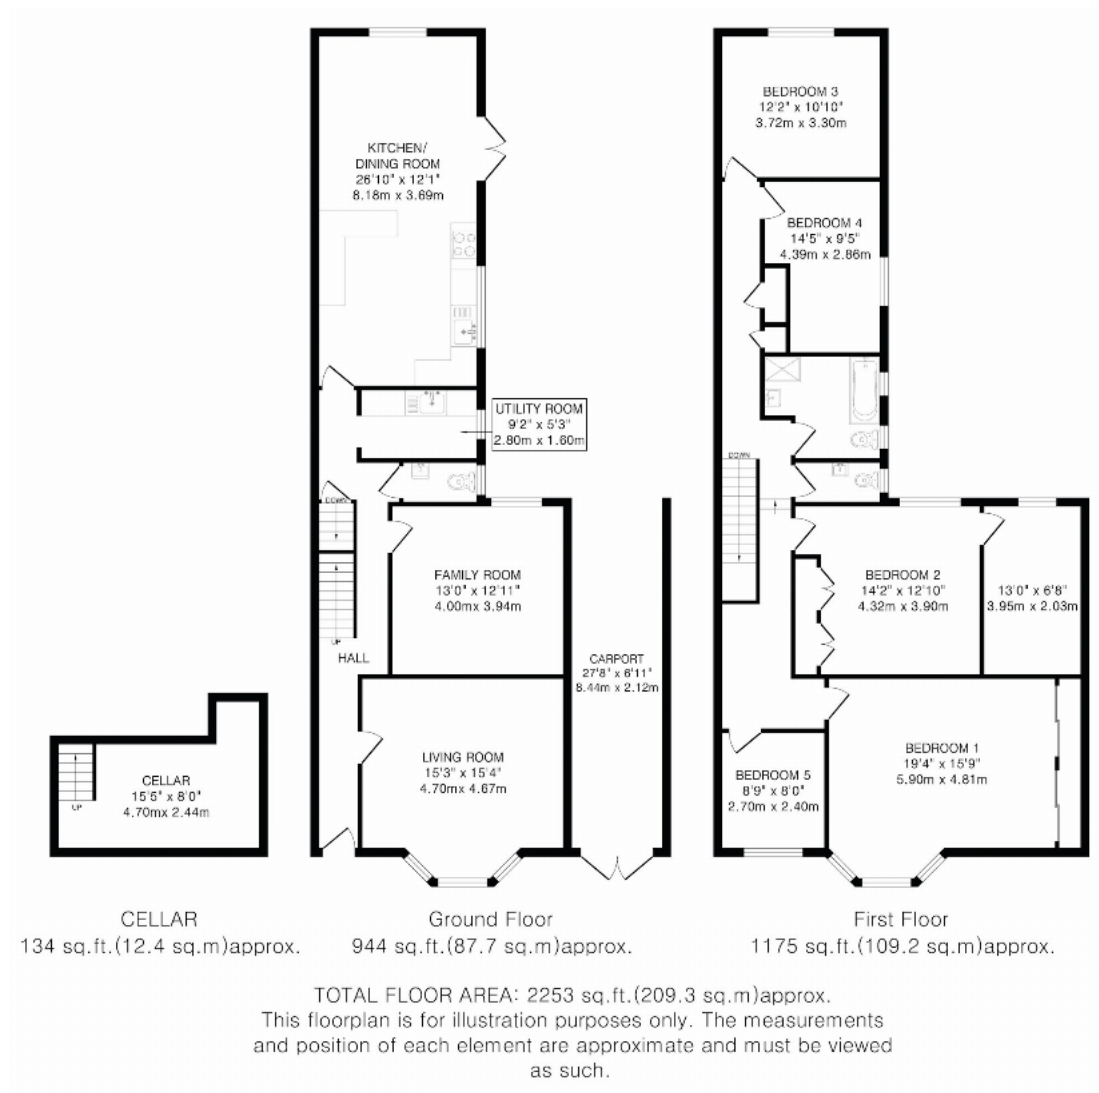 KITCHEN/
DINING ROOM
26'10" x 12'1"
8.18m x 3.69m
UTILITY ROOM
9'2" x 5'3"
2.80m x 1.60m
DOWN
FAMILY ROOM
13'0" x 12'11"
4.00mx 3.94m
UP
HALL
CARPORT
27'8" x 6'11"
8.44m x 2.12m
LIVING ROOM
15'3" x 15'4"
4.70mx 4.67m
CELLAR
15'5" x 8'0"
4.70mx 2.44m
UP
BEDROOM 3
12'2" x 10'10"
3.72m x 3.30m
BEDROOM 4
14'5" x 9'5"
4.39m x 2.86m
DOWN
BEDROOM 2
14'2" x 12'10"
4.32m x 3.90m
13'0" x 6'8"
3.95m x 2.03m
BEDROOM 1
19'4" x 15'9"
5.90m x 4.81m
BEDROOM 5
8'9" x 8'0"
2.70m x 2.40m
CELLAR
134 sq.ft.(12.4 sq.m)approx.
Ground Floor
944 sq.ft.(87.7 sq.m)approx.
First Floor
1175 sq.ft.(109.2 sq.m)approx.
TOTAL FLOOR AREA: 2253 sq.ft.(209.3 sq.m)approx.
This floorplan is for illustration purposes only. The measurements
and position of each element are approximate and must be viewed
as such.